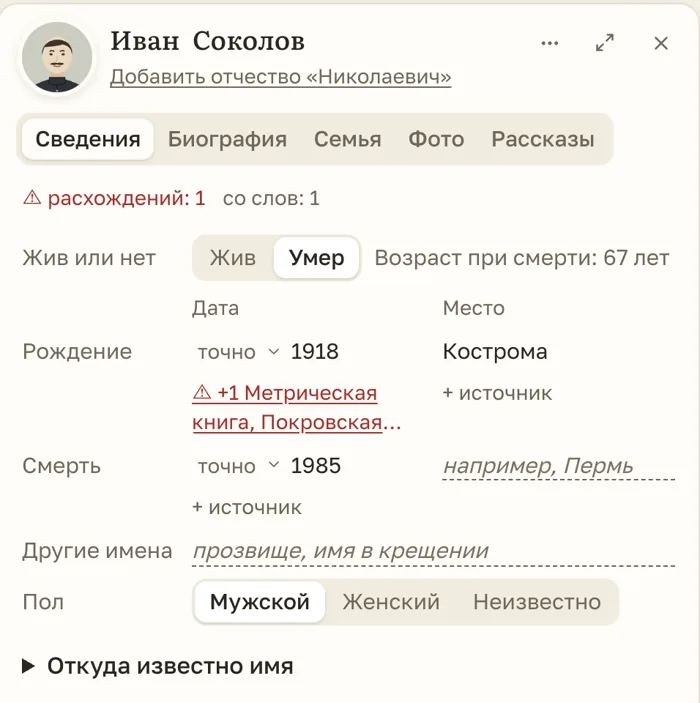 Иван Соколов
Добавить отчество «Николаевич»
Сведения Биография Семья Фото Рассказы
⚠ расхождений: 1 со слов: 1
Жив или нет Жив Умер Возраст при смерти: 67 лет
Дата Место
Рождение точно 1918 Кострома
⚠ +1 Метрическая + источник
книга, Покровская...
Смерть точно 1985 например, Пермь
+ источник
Другие имена прозвище, имя в крещении
Пол Мужской Женский Неизвестно
▶ Откуда известно имя